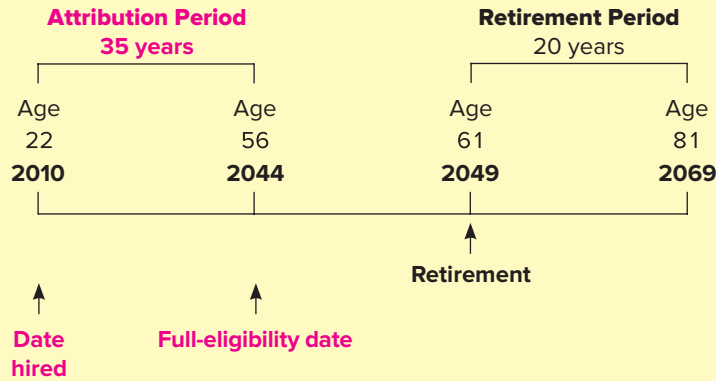 Attribution Period
35 years
Retirement Period
20 years
Age
22
2010
Age
56
2044
Age
61
2049
Age
81
2069
Retirement
Date
hired
Full-eligibility date